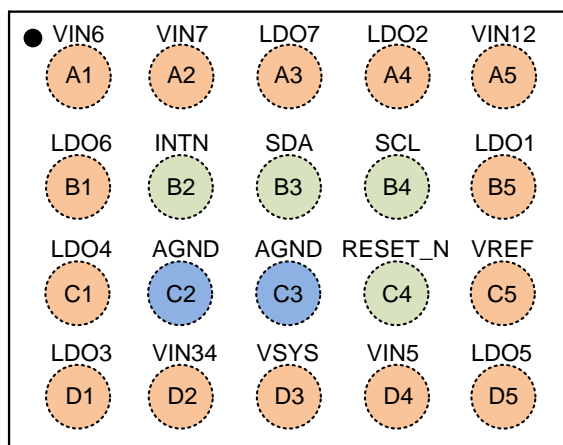 VIN6 VIN7 LDO7 LDO2 VIN12
A1 A2 A3 A4 A5
LDO6 INTN SDA SCL LDO1
B1 B2 B3 B4 B5
LDO4 AGND AGND RESET_N VREF
C1 C2 C3 C4 C5
LDO3 VIN34 VSYS VIN5 LDO5
D1 D2 D3 D4 D5